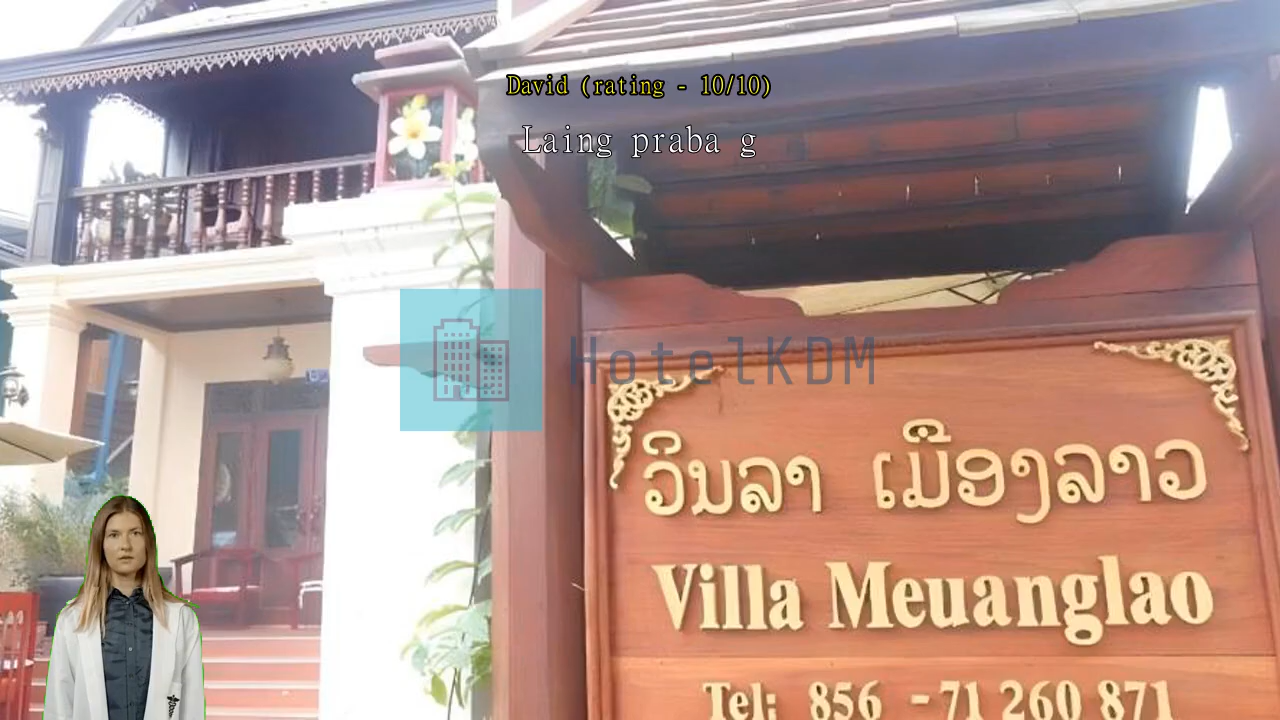 David (rating - 10/10)
Laing praba g
HotelKDM
ວິນລາ ເມືອງລາວ
Villa Meuanglao
Tel: 856 - 71 260 871